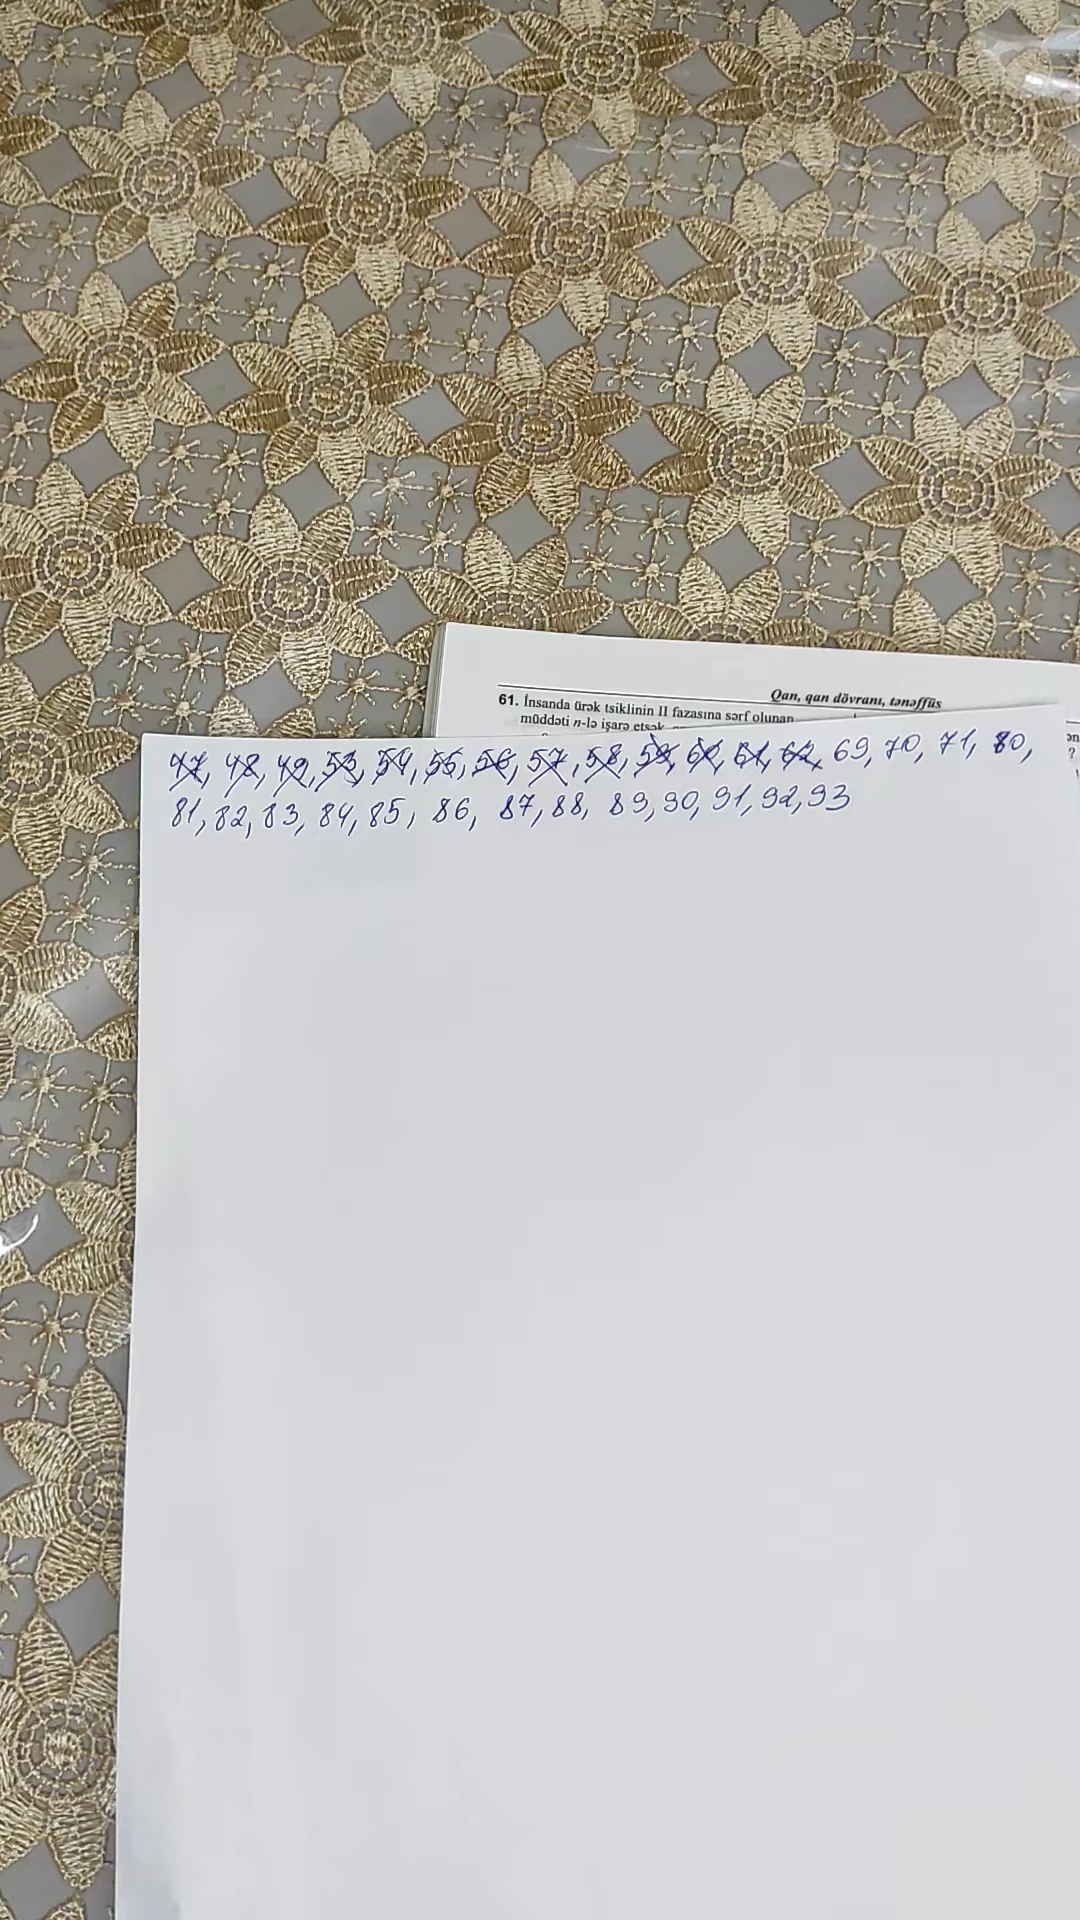 Qan, qan dövranı, tənəffüs
61. İnsanda ürək tsiklinin II fazasına sərf olunan
müddəti n-lə işarə etsək
ən
?
47, 48, 49, 53, 54, 55, 56, 57, 58, 59, 60, 61, 62, 69, 70, 71, 80,
81, 82, 83, 84, 85, 86, 87, 88, 89, 90, 91, 92, 93